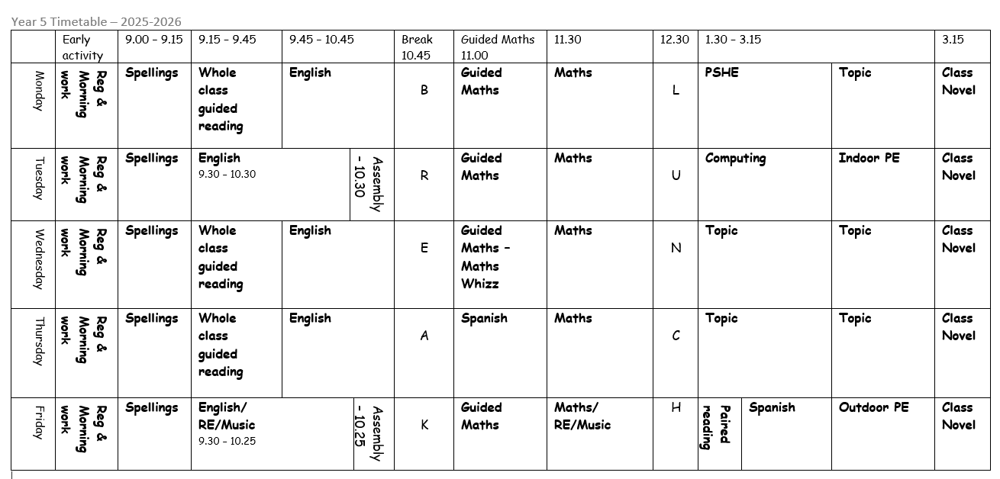 Year 5 Timetable – 2025-2026
Early activity 9.00 – 9.15 9.15 – 9.45 9.45 – 10.45 Break 10.45 Guided Maths 11.00 11.30 12.30 1.30 – 3.15 3.15
Monday Reg & Morning work Spellings Whole class guided reading English B Guided Maths Maths L PSHE Topic Class Novel
Tuesday Reg & Morning work Spellings English 9.30 – 10.30 Assembly – 10.30 R Guided Maths Maths U Computing Indoor PE Class Novel
Wednesday Reg & Morning work Spellings Whole class guided reading English E Guided Maths – Maths Whizz Maths N Topic Topic Class Novel
Thursday Reg & Morning work Spellings Whole class guided reading English A Spanish Maths C Topic Topic Class Novel
Friday Reg & Morning work Spellings English/ RE/Music 9.30 – 10.25 Assembly – 10.25 K Guided Maths Maths/ RE/Music H Paired reading Spanish Outdoor PE Class Novel